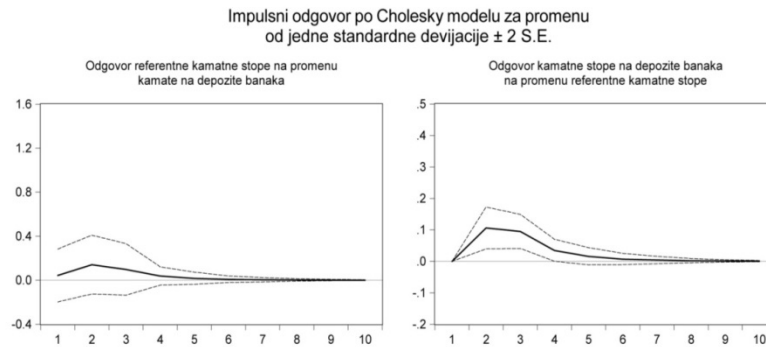 Impulsni odgovor po Cholesky modelu za promenu
od jedne standardne devijacije ± 2 S.E.
Odgovor referentne kamatne stope na promenu
kamate na depozite banaka
1.6
1.2
0.8
0.4
0.0
-0.4
1 2 3 4 5 6 7 8 9 10
Odgovor kamatne stope na depozite banaka
na promenu referentne kamatne stope
.5
.4
.3
.2
.1
.0
-.1
-.2
1 2 3 4 5 6 7 8 9 10